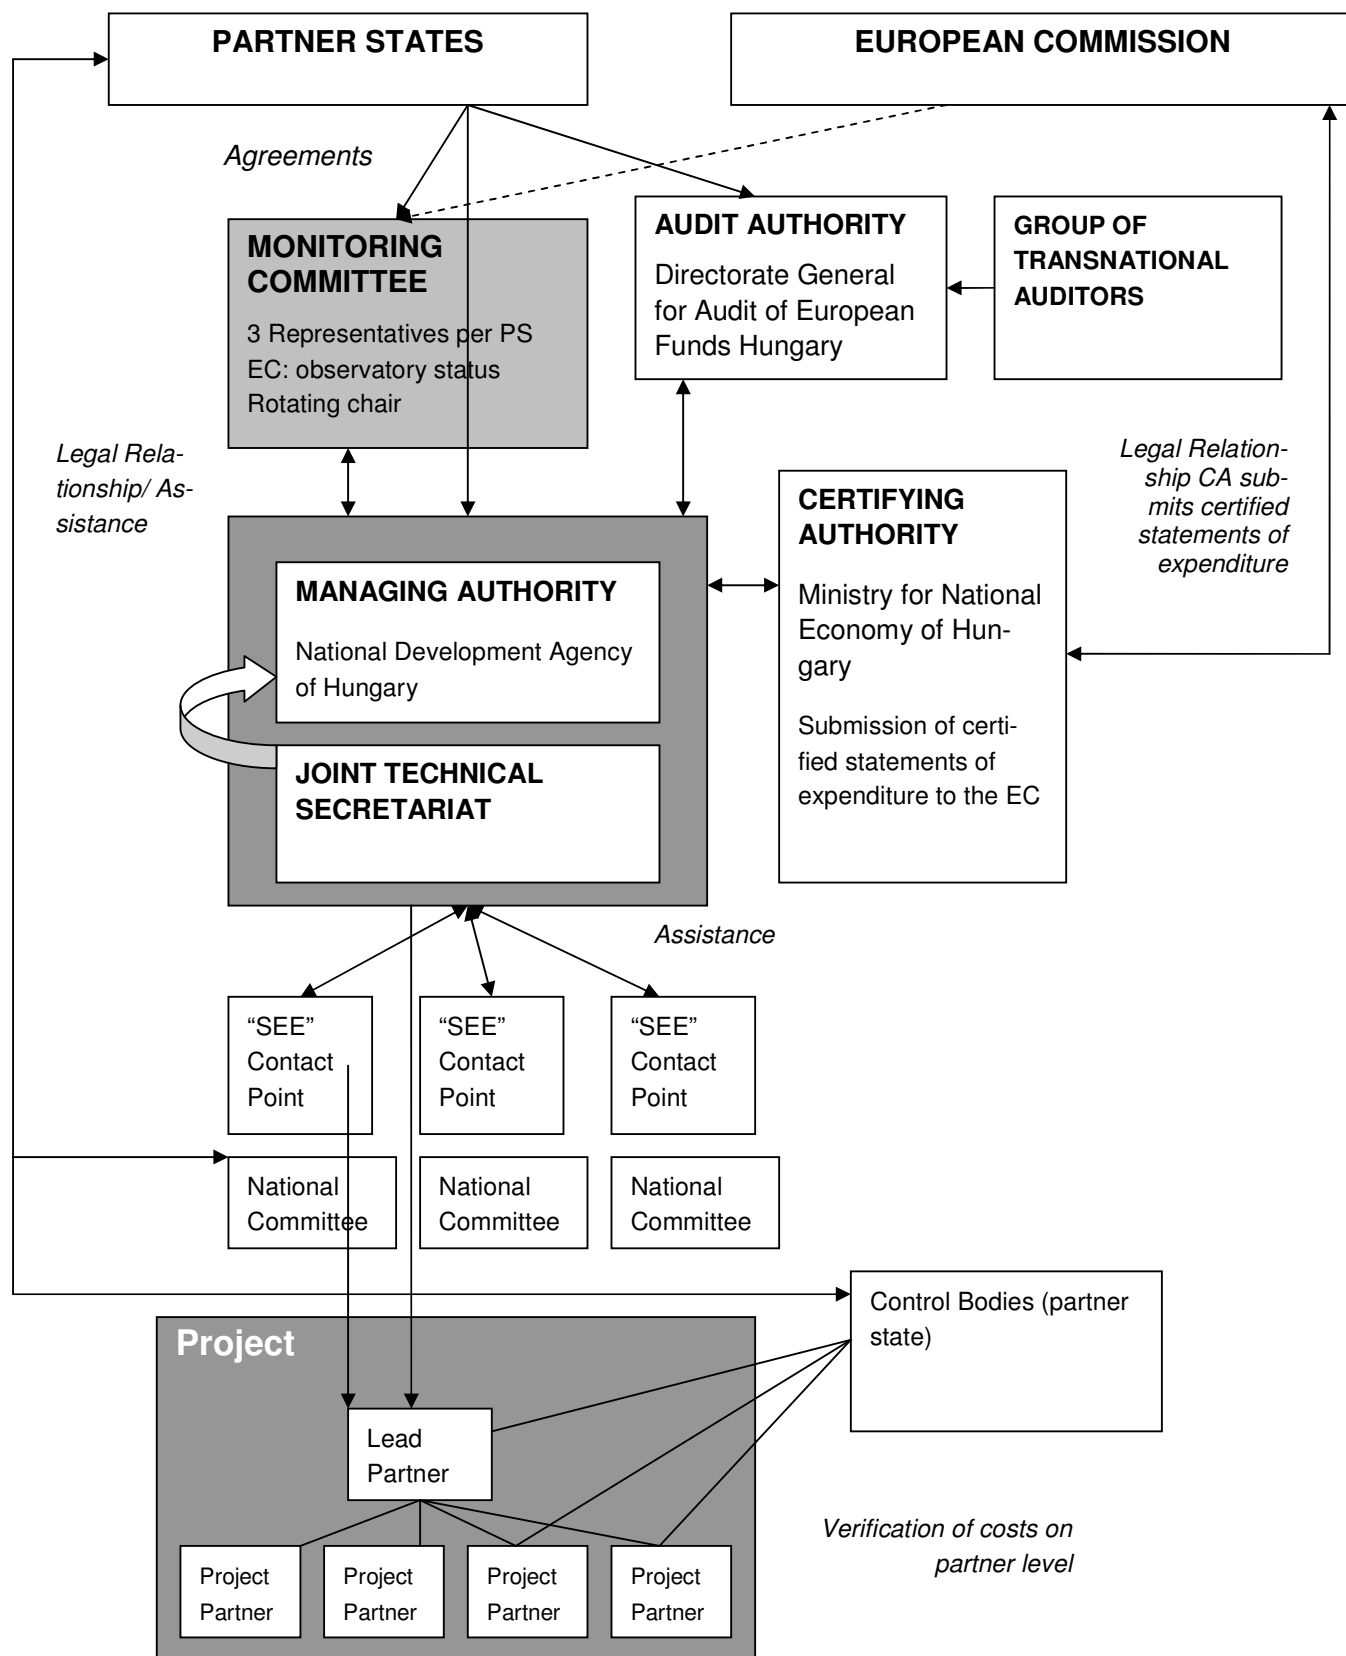 PARTNER STATES
EUROPEAN COMMISSION
Agreements
MONITORING
COMMITTEE
3 Representatives per PS
EC: observatory status
Rotating chair
AUDIT AUTHORITY
Directorate General
for Audit of European
Funds Hungary
GROUP OF
TRANSNATIONAL
AUDITORS
Legal Rela-
tionship/ As-
sistance
Legal Relation-
ship CA sub-
mits certified
statements of
expenditure
CERTIFYING
AUTHORITY
Ministry for National
Economy of Hun-
gary
Submission of certi-
fied statements of
expenditure to the EC
MANAGING AUTHORITY
National Development Agency
of Hungary
JOINT TECHNICAL
SECRETARIAT
Assistance
“SEE”
Contact
Point
“SEE”
Contact
Point
“SEE”
Contact
Point
National
Committee
National
Committee
National
Committee
Control Bodies (partner
state)
Project
Lead
Partner
Verification of costs on
partner level
Project
Partner
Project
Partner
Project
Partner
Project
Partner